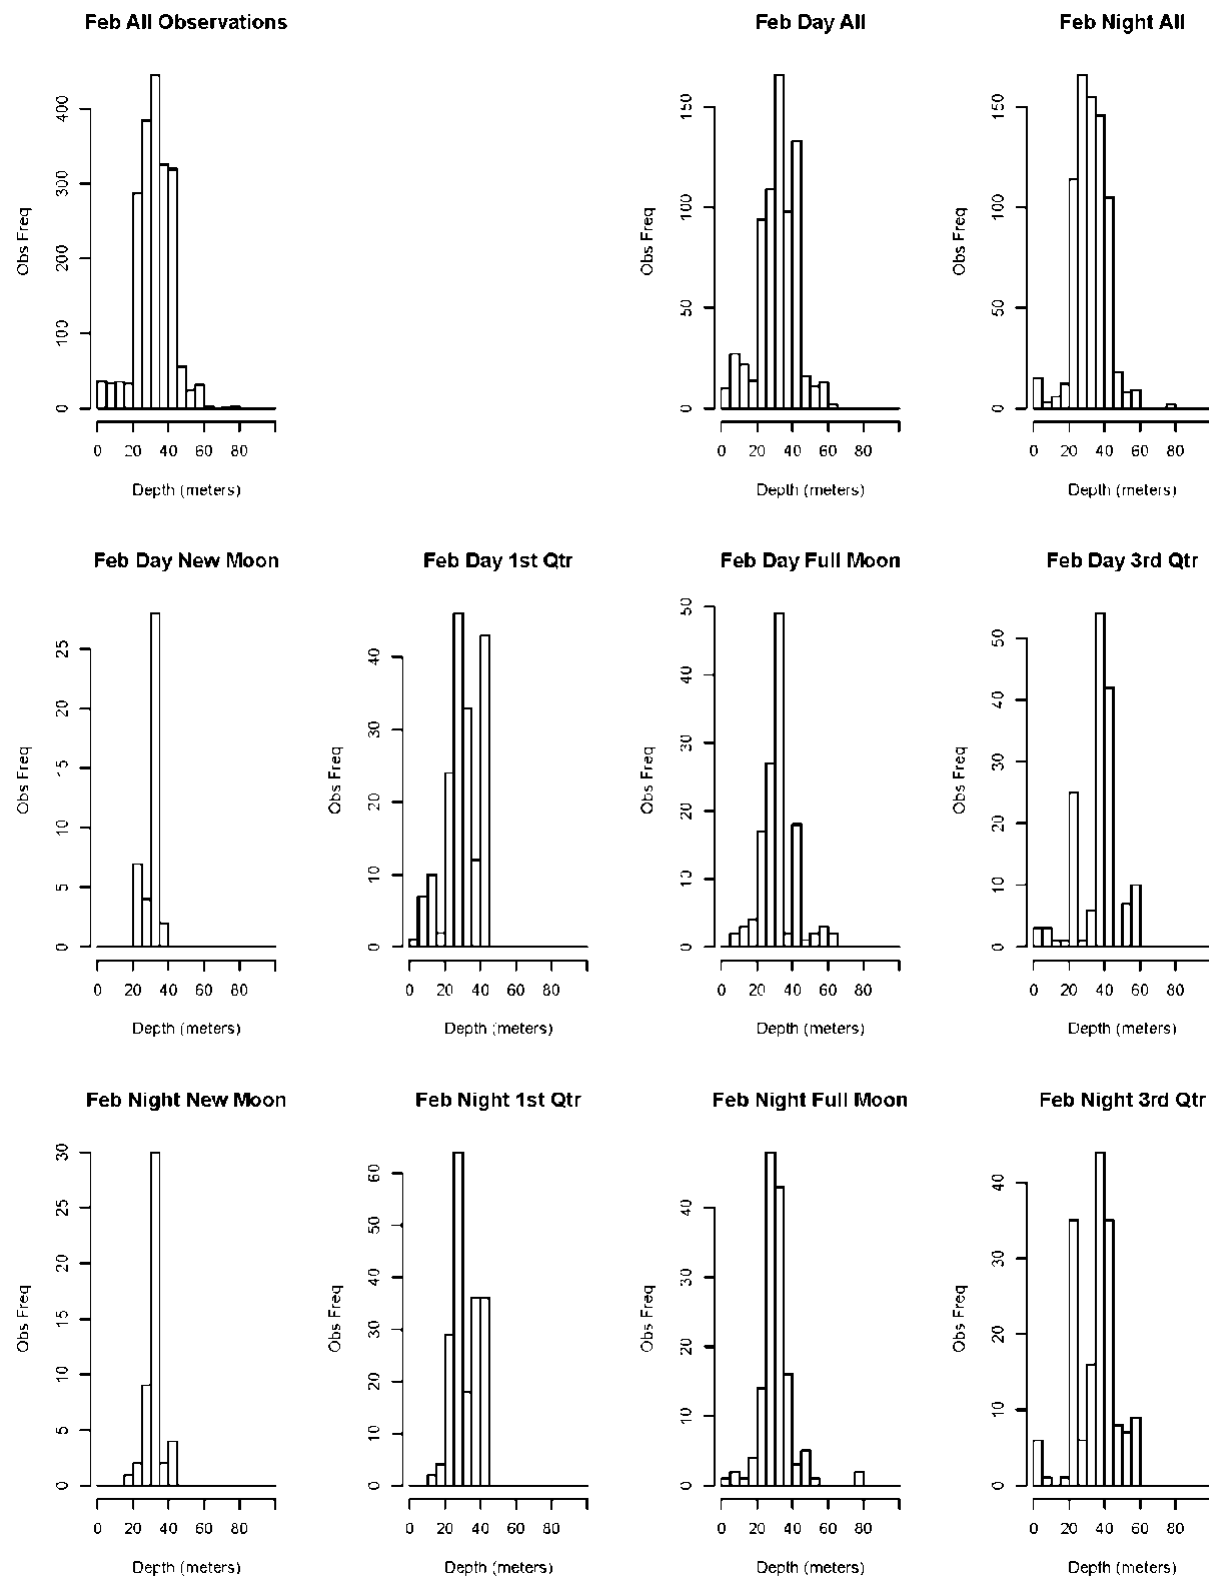 Feb All Observations
Obs Freq
0 100 200 300 400
0 20 40 60 80
Depth (meters)
Feb Day All
Obs Freq
0 50 100 150
0 20 40 60 80
Depth (meters)
Feb Night All
Obs Freq
0 50 100 150
0 20 40 60 80
Depth (meters)
Feb Day New Moon
Obs Freq
0 5 10 15 20 25
0 20 40 60 80
Depth (meters)
Feb Day 1st Qtr
Obs Freq
0 10 20 30 40
0 20 40 60 80
Depth (meters)
Feb Day Full Moon
Obs Freq
0 10 20 30 40 50
0 20 40 60 80
Depth (meters)
Feb Day 3rd Qtr
Obs Freq
0 10 20 30 40 50
0 20 40 60 80
Depth (meters)
Feb Night New Moon
Obs Freq
0 5 10 15 20 25 30
0 20 40 60 80
Depth (meters)
Feb Night 1st Qtr
Obs Freq
0 10 20 30 40 50 60
0 20 40 60 80
Depth (meters)
Feb Night Full Moon
Obs Freq
0 10 20 30 40
0 20 40 60 80
Depth (meters)
Feb Night 3rd Qtr
Obs Freq
0 10 20 30 40
0 20 40 60 80
Depth (meters)